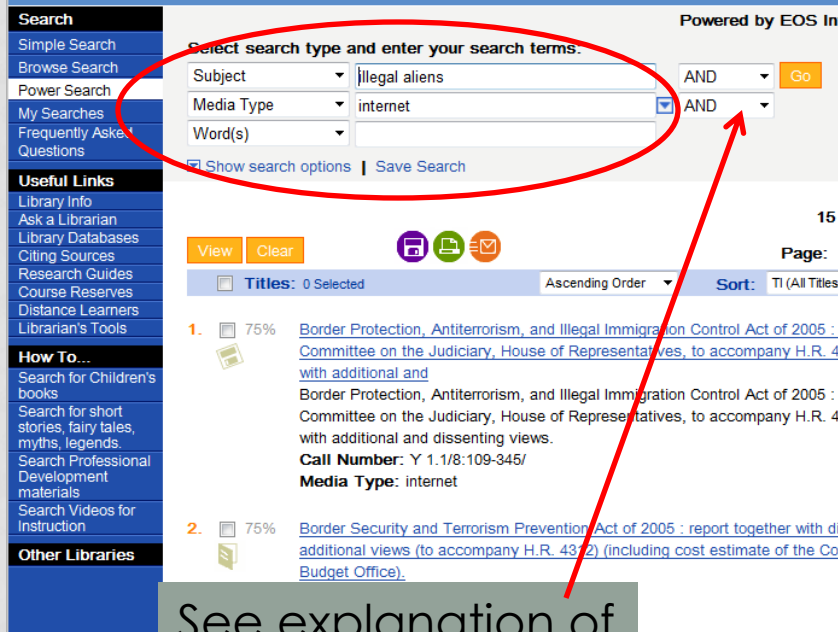 Search
Simple Search
Browse Search
Power Search
My Searches
Frequently Asked
Questions
Useful Links
Library Info
Ask a Librarian
Library Databases
Citing Sources
Research Guides
Course Reserves
Distance Learners
Librarian's Tools
How To...
Search for Children's
books
Search for short
stories, fairy tales,
myths, legends.
Search Professional
Development
materials
Search Videos for
Instruction
Other Libraries
Powered by EOS In
Select search type and enter your search terms:
Subject illegal aliens AND Go
Media Type internet AND
Word(s)
Show search options | Save Search
15
View Clear Page:
Titles: 0 Selected Ascending Order Sort: TI (All Titles
1. 75% Border Protection, Antiterrorism, and Illegal Immigration Control Act of 2005 :
Committee on the Judiciary, House of Representatives, to accompany H.R. 4
with additional and
Border Protection, Antiterrorism, and Illegal Immigration Control Act of 2005 :
Committee on the Judiciary, House of Representatives, to accompany H.R. 4
with additional and dissenting views.
Call Number: Y 1.1/8:109-345/
Media Type: internet
2. 75% Border Security and Terrorism Prevention Act of 2005 : report together with di
additional views (to accompany H.R. 4312) (including cost estimate of the Co
Budget Office).
See explanation of